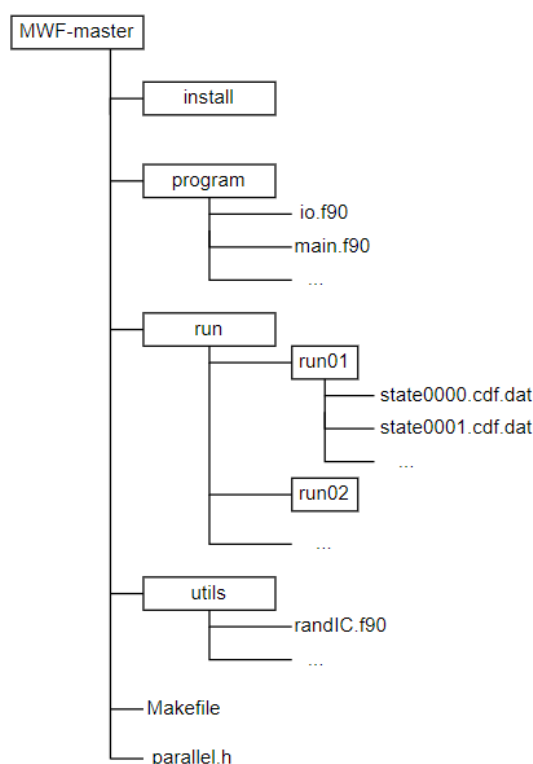 MWF-master
install
program
io.f90
main.f90
...
run
run01
state0000.cdf.dat
state0001.cdf.dat
...
run02
...
utils
randIC.f90
...
Makefile
parallel.h